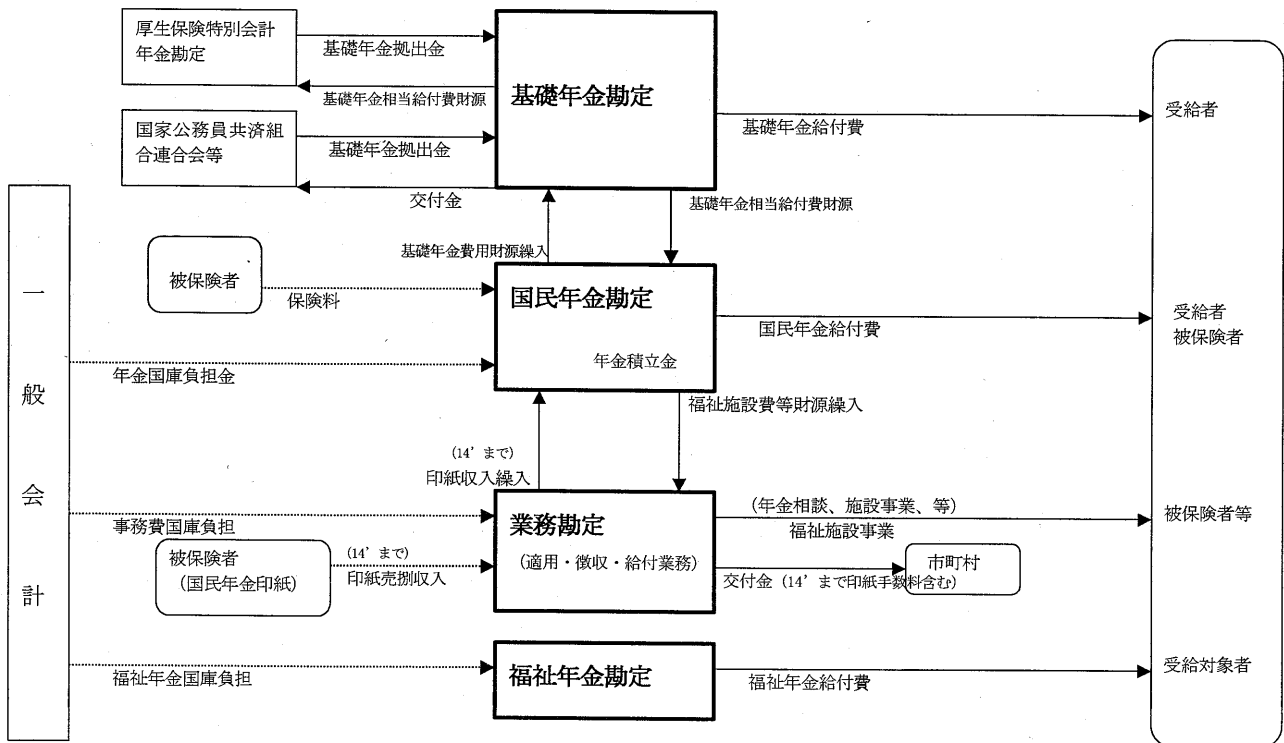 厚生保険特別会計
年金勘定
基礎年金拠出金
基礎年金相当給付費財源
国家公務員共済組
合連合会等
基礎年金拠出金
交付金
基礎年金勘定
基礎年金給付費
受給者
基礎年金費用財源繰入
基礎年金相当給付費財源
一般会計
被保険者
保険料
年金国庫負担金
国民年金勘定
年金積立金
国民年金給付費
受給者
被保険者
(14’まで)
印紙収入繰入
福祉施設費等財源繰入
事務費国庫負担
被保険者
(国民年金印紙)
(14’まで)
印紙売捌収入
業務勘定
(適用・徴収・給付業務)
(年金相談、施設事業、等)
福祉施設事業
被保険者等
交付金(14’まで印紙手数料含む)
市町村
福祉年金国庫負担
福祉年金勘定
福祉年金給付費
受給対象者